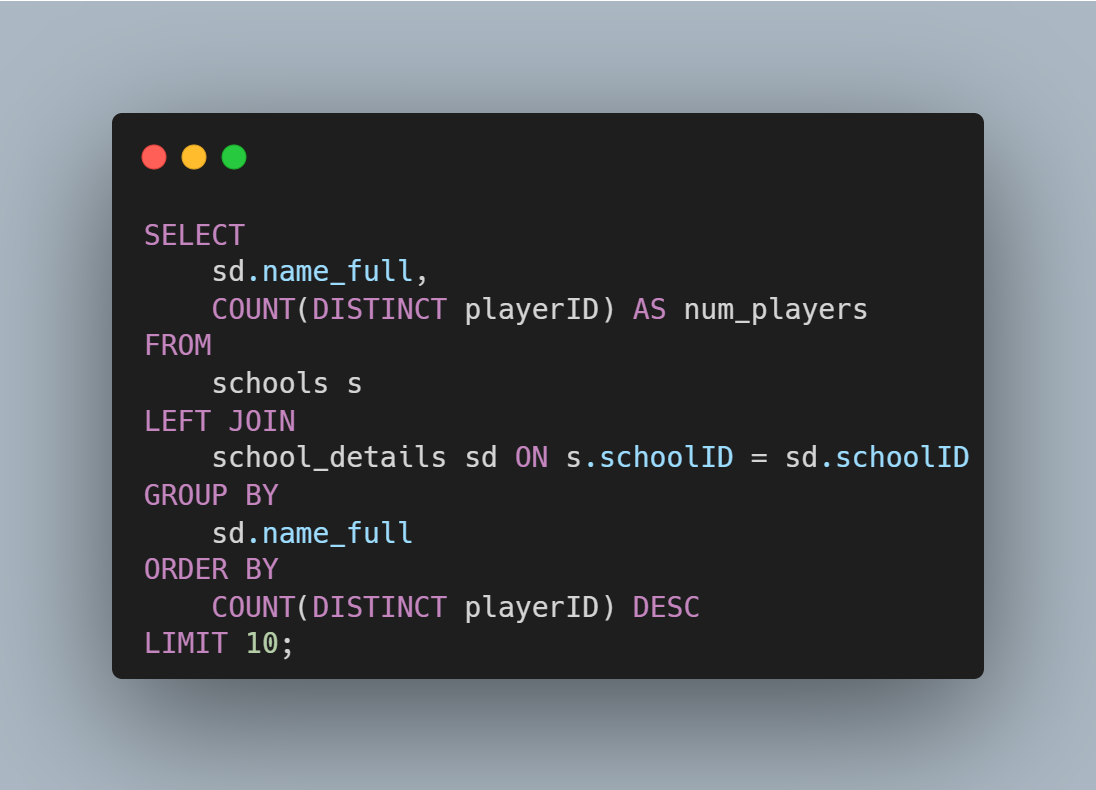 SELECT
    sd.name_full,
    COUNT(DISTINCT playerID) AS num_players
FROM
    schools s
LEFT JOIN
    school_details sd ON s.schoolID = sd.schoolID
GROUP BY
    sd.name_full
ORDER BY
    COUNT(DISTINCT playerID) DESC
LIMIT 10;